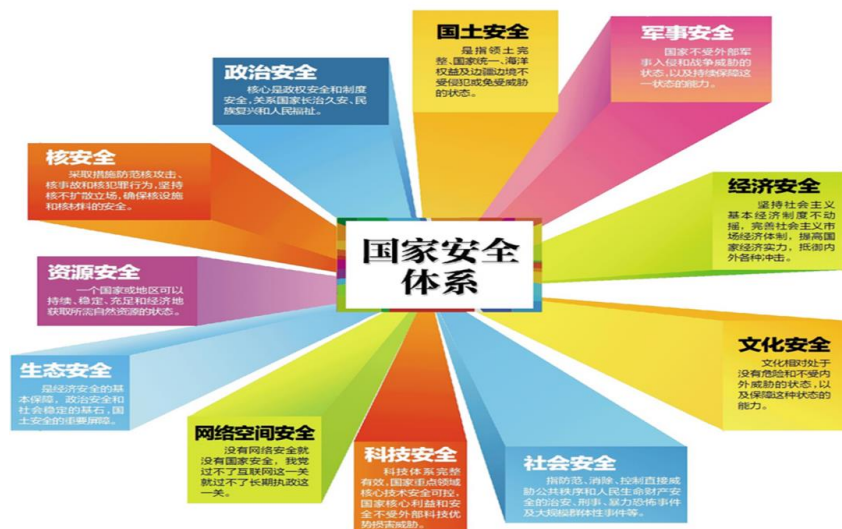 国家安全
体系
国土安全
是指领土完
整、国家统一、海洋
权益及边疆边境不
受侵犯或免受威胁
的状态。
军事安全
国家不受外部军
事入侵和战争威胁的
状态,以及持续保障这
一状态的能力。
经济安全
坚持社会主义
基本经济制度不动
摇,完善社会主义市
场经济体制,提高国
家经济实力,抵御内
外各种冲击。
文化安全
文化相对处于
没有危险和不受内
外威胁的状态,以
及保障这种状态的
能力。
社会安全
指防范、消除、控制直接威
胁公共秩序和人民生命财产安
全的治安、刑事、暴力恐怖事件
及大规模群体性事件等。
科技安全
科技体系完整
有效,国家重点领域
核心技术安全可控,
国家核心利益和安
全不受外部科技优
势损害威胁。
网络空间安全
没有网络安全就
没有国家安全,我党
过不了互联网这一关
就过不了长期执政这
一关。
生态安全
是经济安全的基
本保障,政治安全和
社会稳定的基石,国
土安全的重要屏障。
资源安全
一个国家或地区可以
持续、稳定、充足和经济地
获取所需自然资源的状态。
核安全
采取措施防范核攻击、
核事故和核犯罪行为,坚持
核不扩散立场,确保核设施
和核材料的安全。
政治安全
核心是政权安全和制度
安全,关系国家长治久安、民
族复兴和人民福祉。